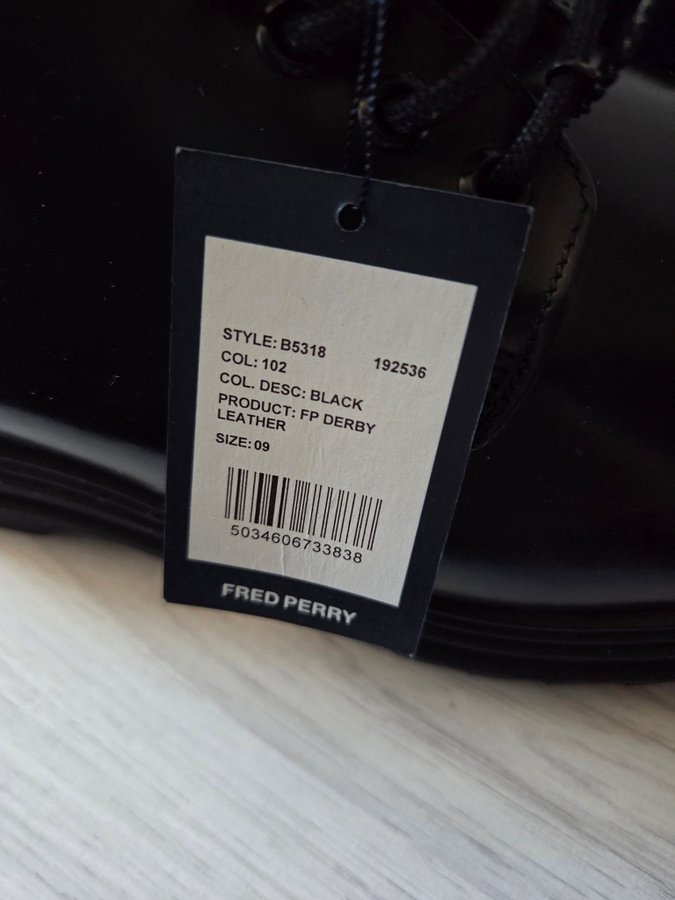 STYLE: B5318
192536
COL: 102
COL. DESC: BLACK
PRODUCT: FP DERBY
LEATHER
SIZE: 09
5034606733838
FRED PERRY